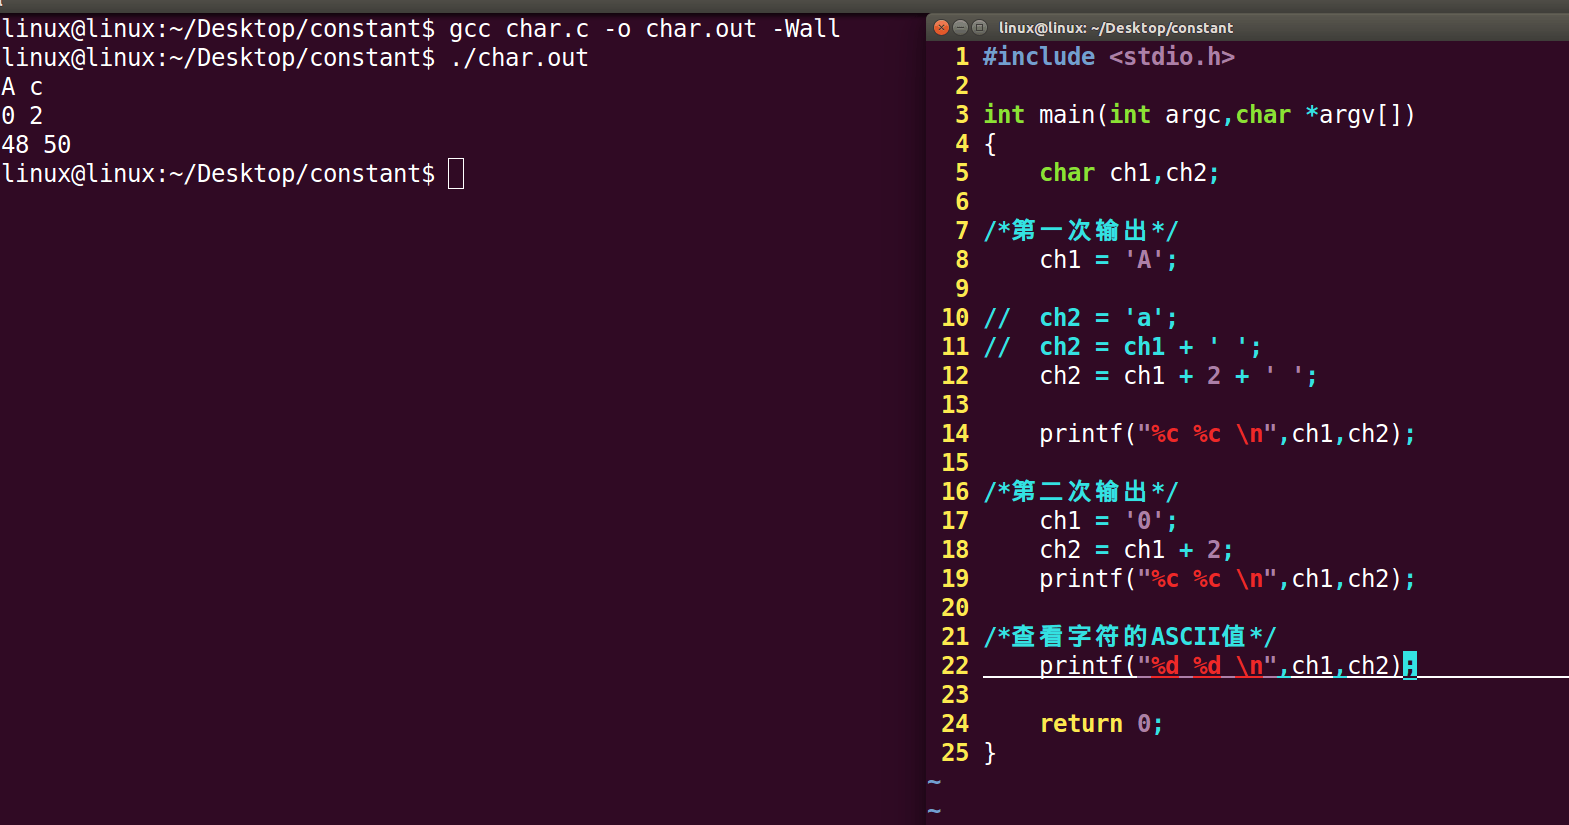 linux@linux:~/Desktop/constant$ gcc char.c -o char.out -Wall
linux@linux:~/Desktop/constant$ ./char.out
A c
0 2
48 50
linux@linux:~/Desktop/constant$
linux@linux: ~/Desktop/constant
1 #include <stdio.h>
2
3 int main(int argc,char *argv[])
4 {
5     char ch1,ch2;
6
7 /*第一次输出*/
8     ch1 = 'A';
9
10 //  ch2 = 'a';
11 //  ch2 = ch1 + ' ';
12     ch2 = ch1 + 2 + ' ';
13
14     printf("%c %c \n",ch1,ch2);
15
16 /*第二次输出*/
17     ch1 = '0';
18     ch2 = ch1 + 2;
19     printf("%c %c \n",ch1,ch2);
20
21 /*查看字符的ASCII值*/
22     printf("%d %d \n",ch1,ch2);
23
24     return 0;
25 }
~
~